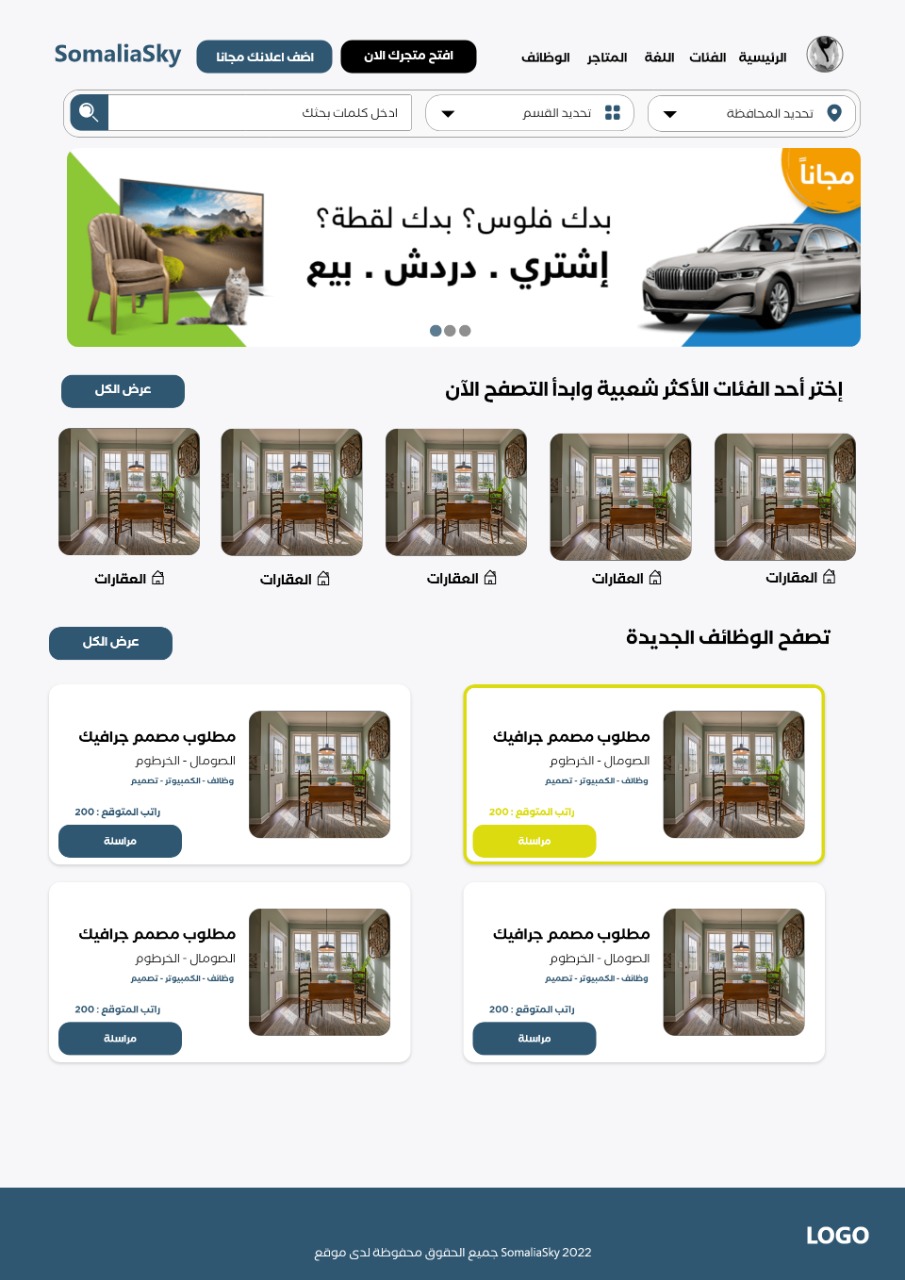 الرئيسية
الفئات
اللغة
المتاجر
الوظائف
افتح متجرك الان
اضف اعلانك مجانا
SomaliaSky
تحديد المحافظة
تحديد القسم
ادخل كلمات بحثك
مجاناً
بدك فلوس؟ بدك لقطة؟
إشتري . دردش . بيع
إختر أحد الفئات الأكثر شعبية وابدأ التصفح الآن
عرض الكل
العقارات
العقارات
العقارات
العقارات
العقارات
تصفح الوظائف الجديدة
عرض الكل
مطلوب مصمم جرافيك
الصومال - الخرطوم
وظائف - الكمبيوتر - تصميم
راتب المتوقع : 200
مراسلة
مطلوب مصمم جرافيك
الصومال - الخرطوم
وظائف - الكمبيوتر - تصميم
راتب المتوقع : 200
مراسلة
مطلوب مصمم جرافيك
الصومال - الخرطوم
وظائف - الكمبيوتر - تصميم
راتب المتوقع : 200
مراسلة
مطلوب مصمم جرافيك
الصومال - الخرطوم
وظائف - الكمبيوتر - تصميم
راتب المتوقع : 200
مراسلة
LOGO
SomaliaSky 2022 جميع الحقوق محفوظة لدى موقع